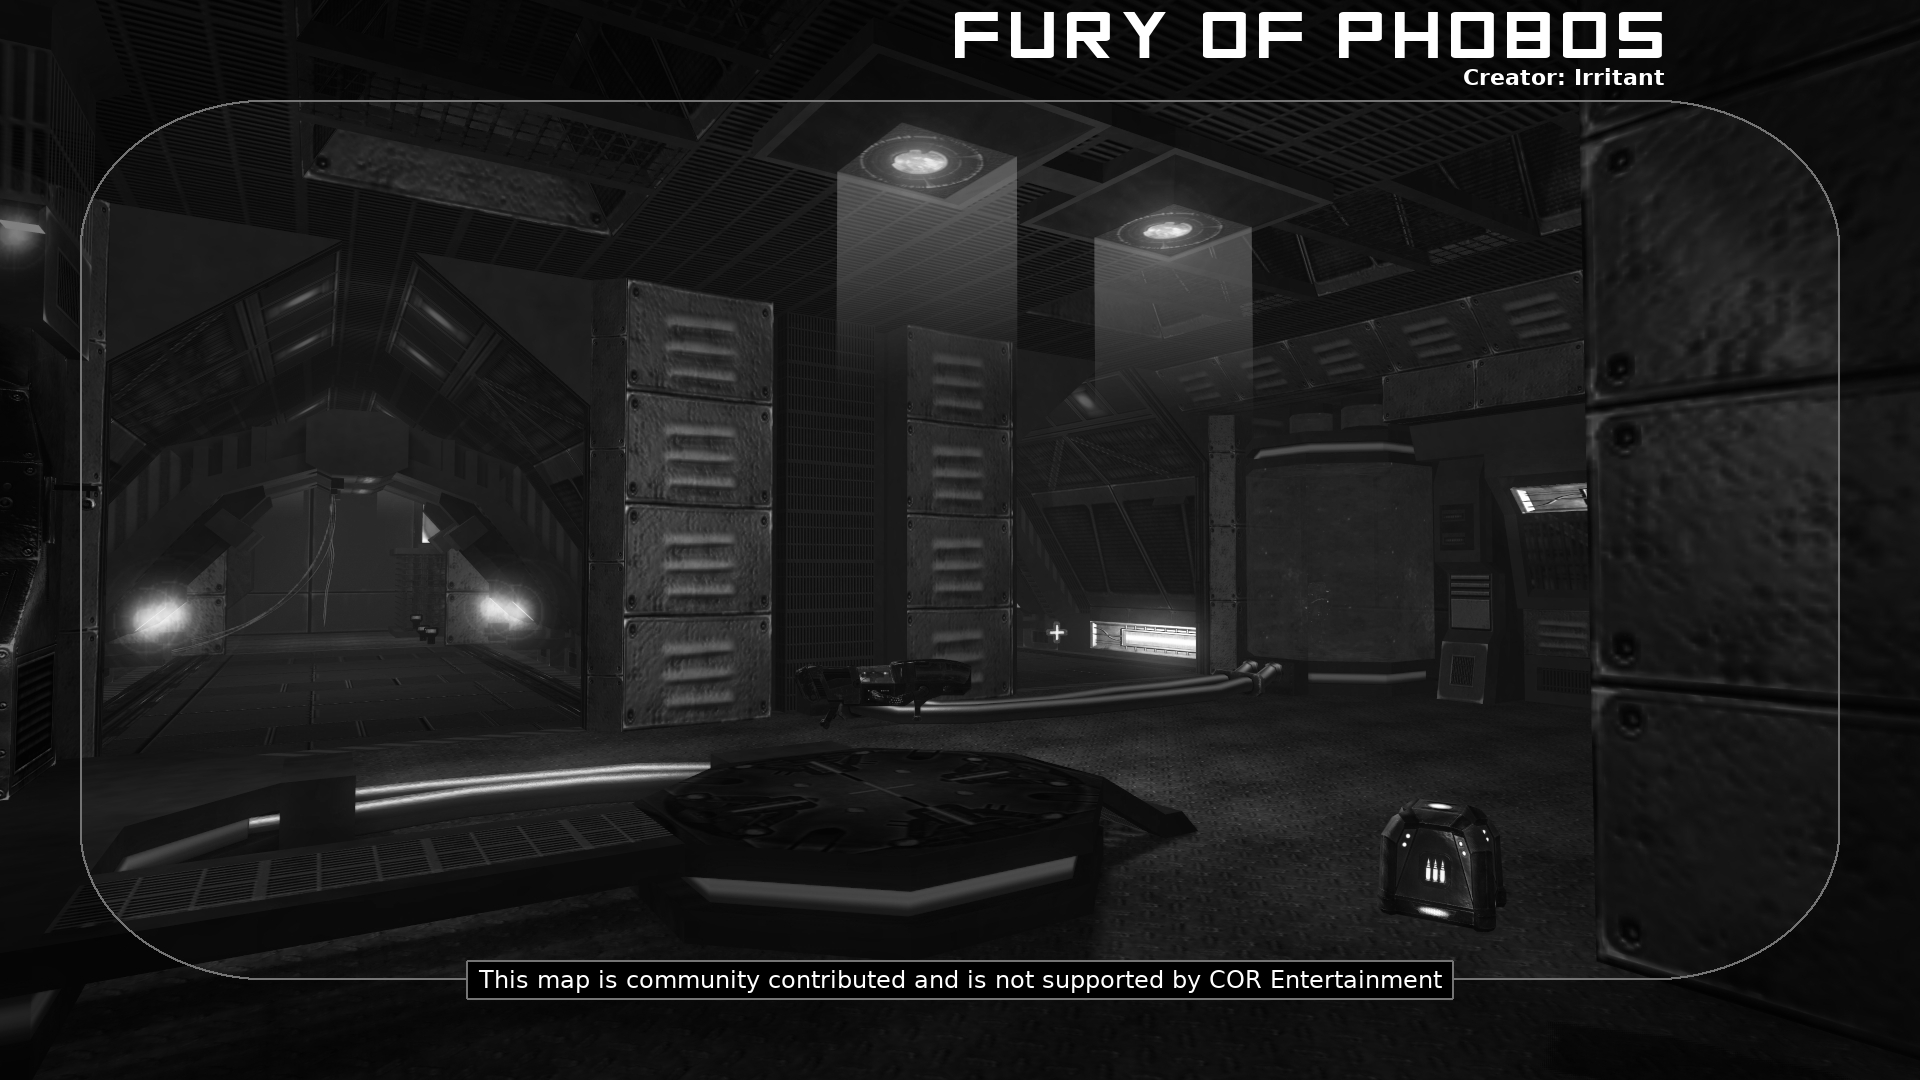 FURY OF PHOBOS
Creator: Irritant
This map is community contributed and is not supported by COR Entertainment